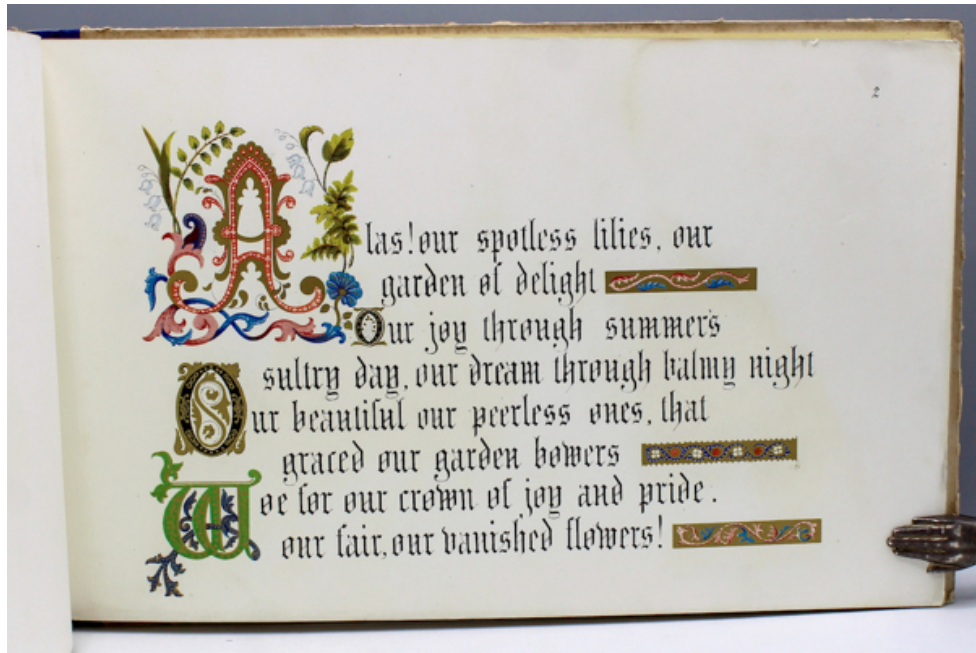 2
Alas! our spotless lilies, our
garden of delight
Our joy through summers
sultry day, our dream through balmy night
Our beautiful our peerless ones, that
graced our garden bowers
Woe for our crown of joy and pride.
our fair, our vanished flowers!